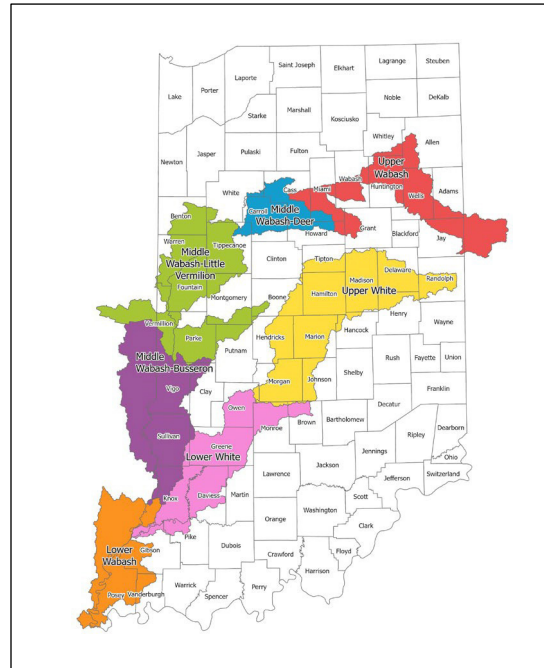 Steuben
Lagrange
Elkhart
Saint Joseph
Laporte
Porter
Lake
Noble
DeKalb
Marshall
Starke
Kosciusko
Whitley
Allen
Newton
Jasper
Pulaski
Fulton
Wabash
Upper
Wabash
Huntington
White
Cass
Miami
Wells
Adams
Carroll
Middle
Wabash-Deer
Howard
Grant
Blackford
Jay
Benton
Warren
Tippecanoe
Middle
Wabash-Little
Vermilion
Fountain
Clinton
Tipton
Madison
Delaware
Randolph
Hamilton
Upper White
Montgomery
Boone
Henry
Wayne
Vermillion
Parke
Putnam
Hendricks
Marion
Hancock
Rush
Fayette
Union
Middle
Wabash-Busseron
Vigo
Clay
Morgan
Johnson
Shelby
Franklin
Owen
Decatur
Monroe
Brown
Bartholomew
Dearborn
Ripley
Ohio
Sullivan
Greene
Lower White
Jennings
Jackson
Lawrence
Switzerland
Jefferson
Knox
Daviess
Martin
Scott
Washington
Orange
Clark
Lower
Wabash
Gibson
Pike
Dubois
Crawford
Floyd
Harrison
Posey
Vanderburgh
Warrick
Spencer
Perry